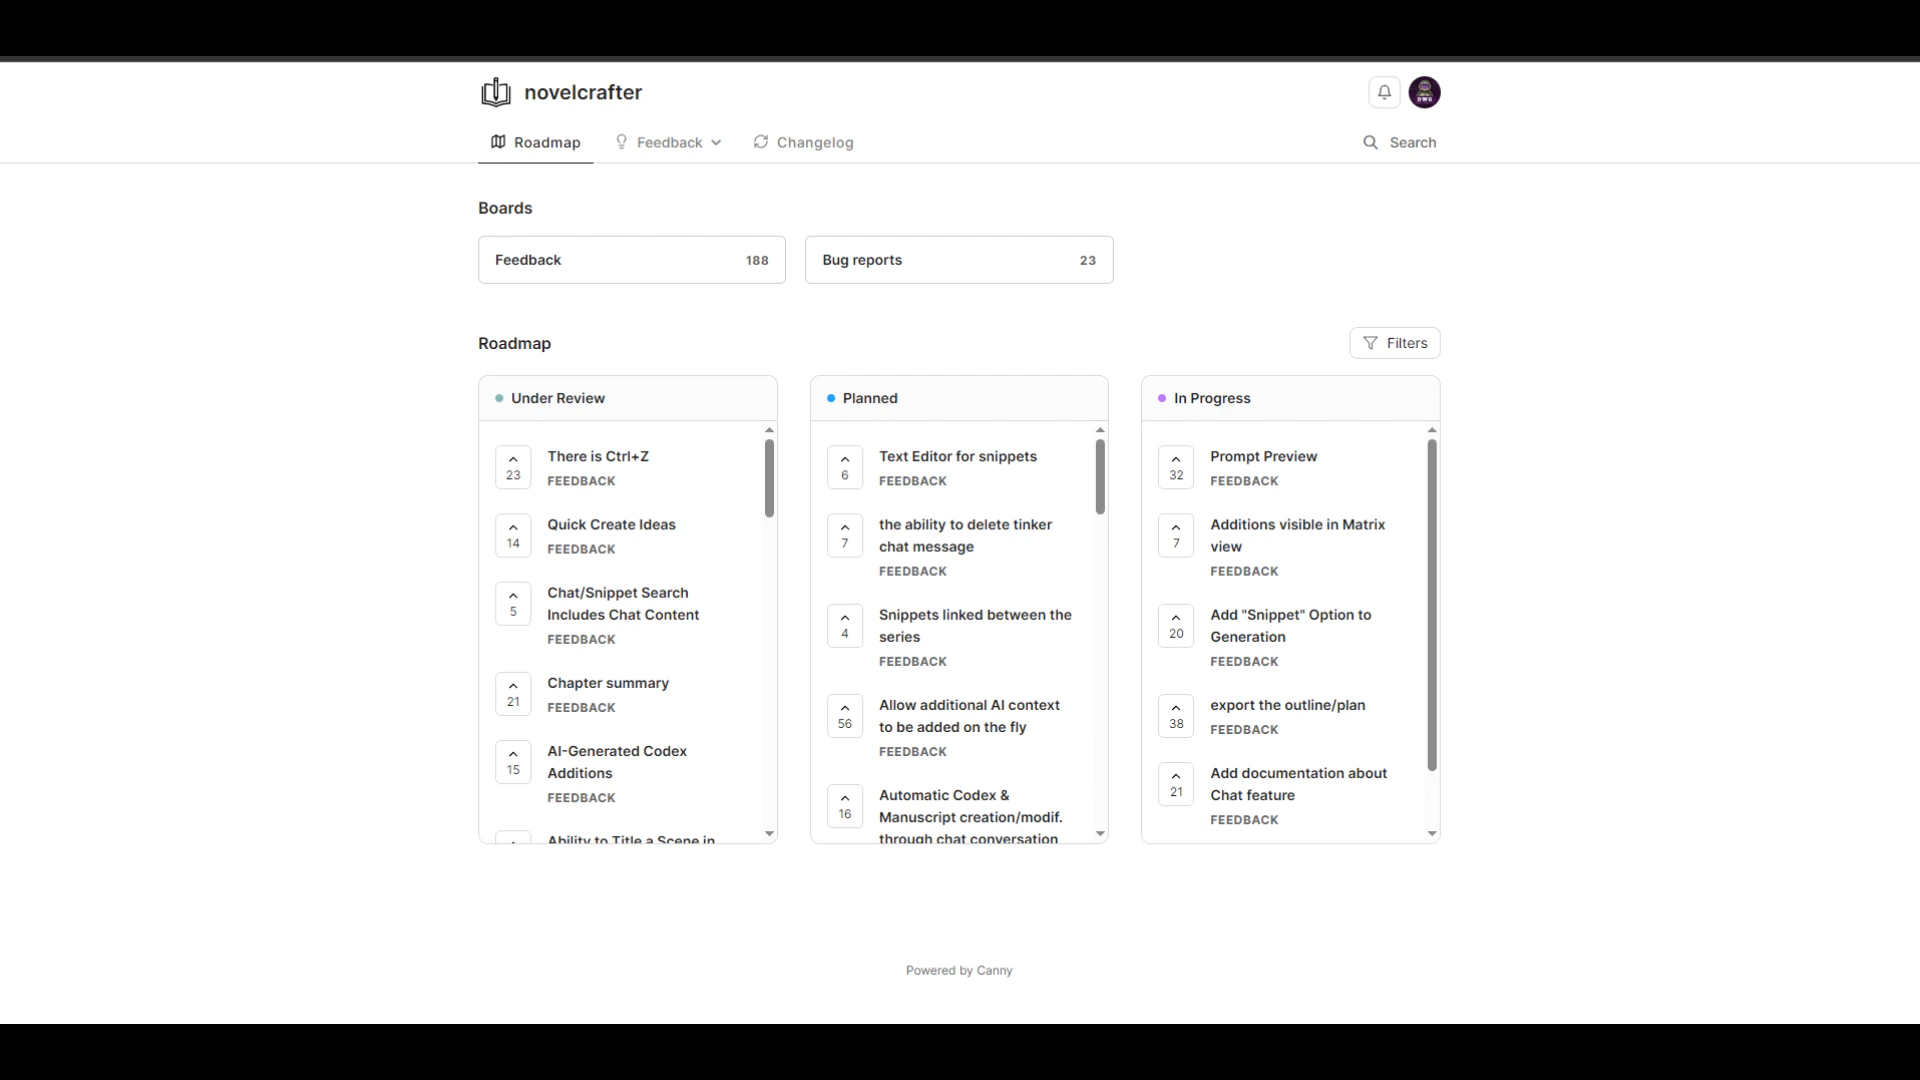 novelcrafter
Roadmap
Feedback
Changelog
Search
Boards
Feedback
188
Bug reports
23
Roadmap
Filters
Under Review
23
There is Ctrl+Z
FEEDBACK
14
Quick Create Ideas
FEEDBACK
5
Chat/Snippet Search
Includes Chat Content
FEEDBACK
21
Chapter summary
FEEDBACK
15
AI-Generated Codex
Additions
FEEDBACK
Ability to Title a Scene in
Planned
6
Text Editor for snippets
FEEDBACK
7
the ability to delete tinker
chat message
FEEDBACK
4
Snippets linked between the
series
FEEDBACK
56
Allow additional AI context
to be added on the fly
FEEDBACK
16
Automatic Codex &
Manuscript creation/modif.
through chat conversation
In Progress
32
Prompt Preview
FEEDBACK
7
Additions visible in Matrix
view
FEEDBACK
20
Add "Snippet" Option to
Generation
FEEDBACK
38
export the outline/plan
FEEDBACK
21
Add documentation about
Chat feature
FEEDBACK
Powered by Canny